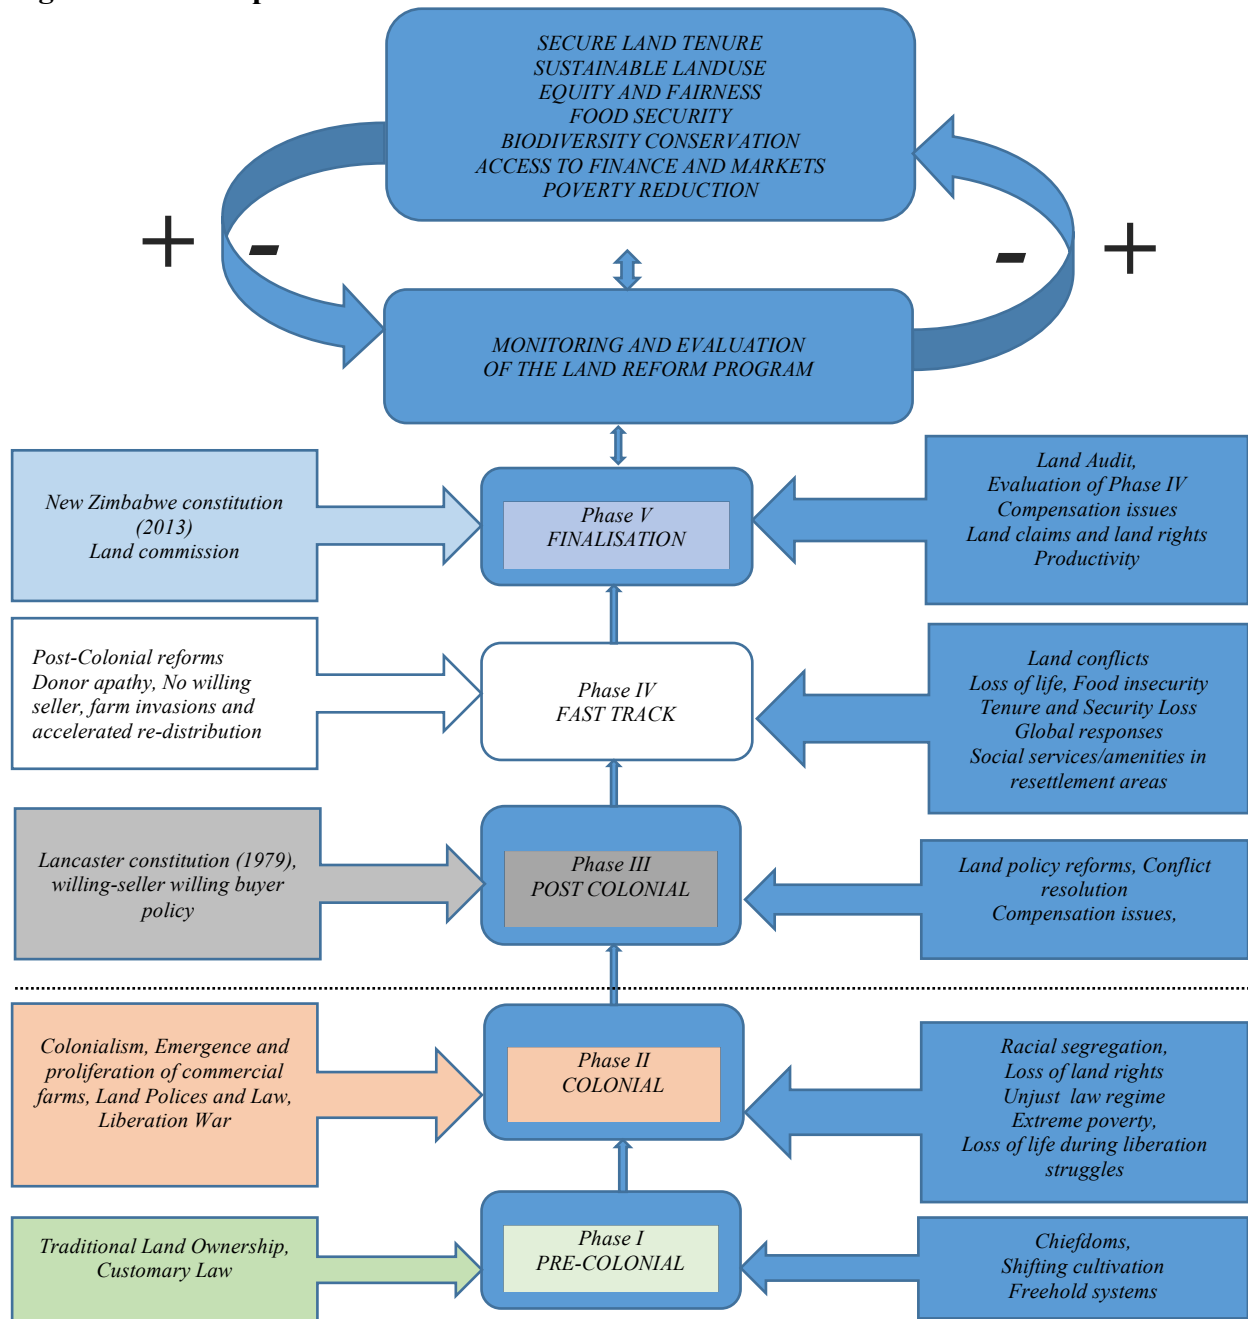 SECURE LAND TENURE
SUSTAINABLE LANDUSE
EQUITY AND FAIRNESS
FOOD SECURITY
BIODIVERSITY CONSERVATION
ACCESS TO FINANCE AND MARKETS
POVERTY REDUCTION
+ - - +
MONITORING AND EVALUATION
OF THE LAND REFORM PROGRAM
New Zimbabwe constitution
(2013)
Land commission
Phase V
FINALISATION
Land Audit,
Evaluation of Phase IV
Compensation issues
Land claims and land rights
Productivity
Post-Colonial reforms
Donor apathy, No willing
seller, farm invasions and
accelerated re-distribution
Phase IV
FAST TRACK
Land conflicts
Loss of life, Food insecurity
Tenure and Security Loss
Global responses
Social services/amenities in
resettlement areas
Lancaster constitution (1979),
willing-seller willing buyer
policy
Phase III
POST COLONIAL
Land policy reforms, Conflict
resolution
Compensation issues,
Colonialism, Emergence and
proliferation of commercial
farms, Land Polices and Law,
Liberation War
Phase II
COLONIAL
Racial segregation,
Loss of land rights
Unjust law regime
Extreme poverty,
Loss of life during liberation
struggles
Traditional Land Ownership,
Customary Law
Phase I
PRE-COLONIAL
Chiefdoms,
Shifting cultivation
Freehold systems